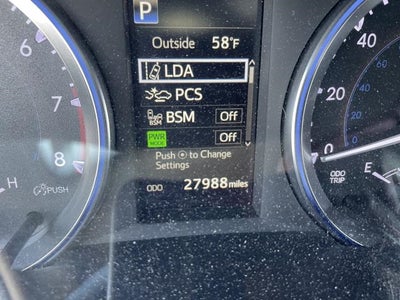 P
Outside 58°F
LDA
PCS
BSM BSM Off
PWR MODE Off
Push to Change
Settings
ODO 27988 miles
6
7
8
H
PUSH
40
20
0
ODO
TRIP
E